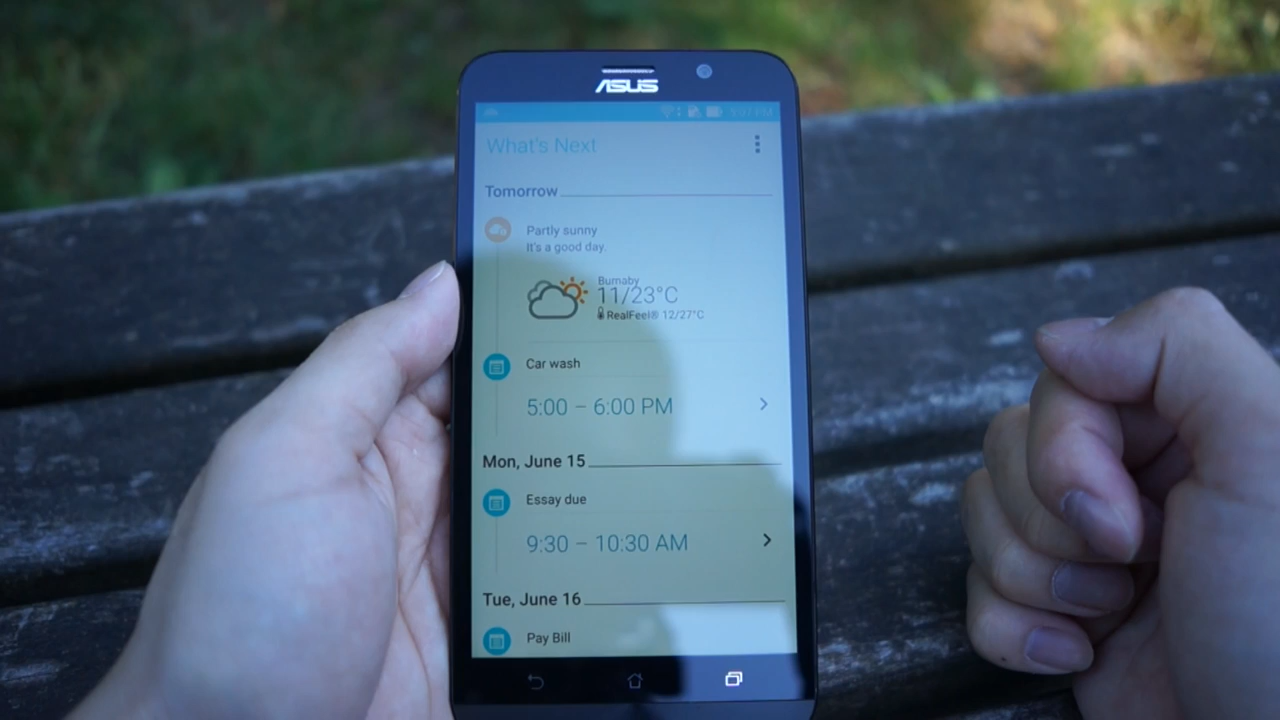 ASUS
What's Next
Tomorrow
Partly sunny
It's a good day.
Burnaby
11/23°C
RealFeel® 12/27°C
Car wash
5:00 – 6:00 PM
Mon, June 15
Essay due
9:30 – 10:30 AM
Tue, June 16
Pay Bill